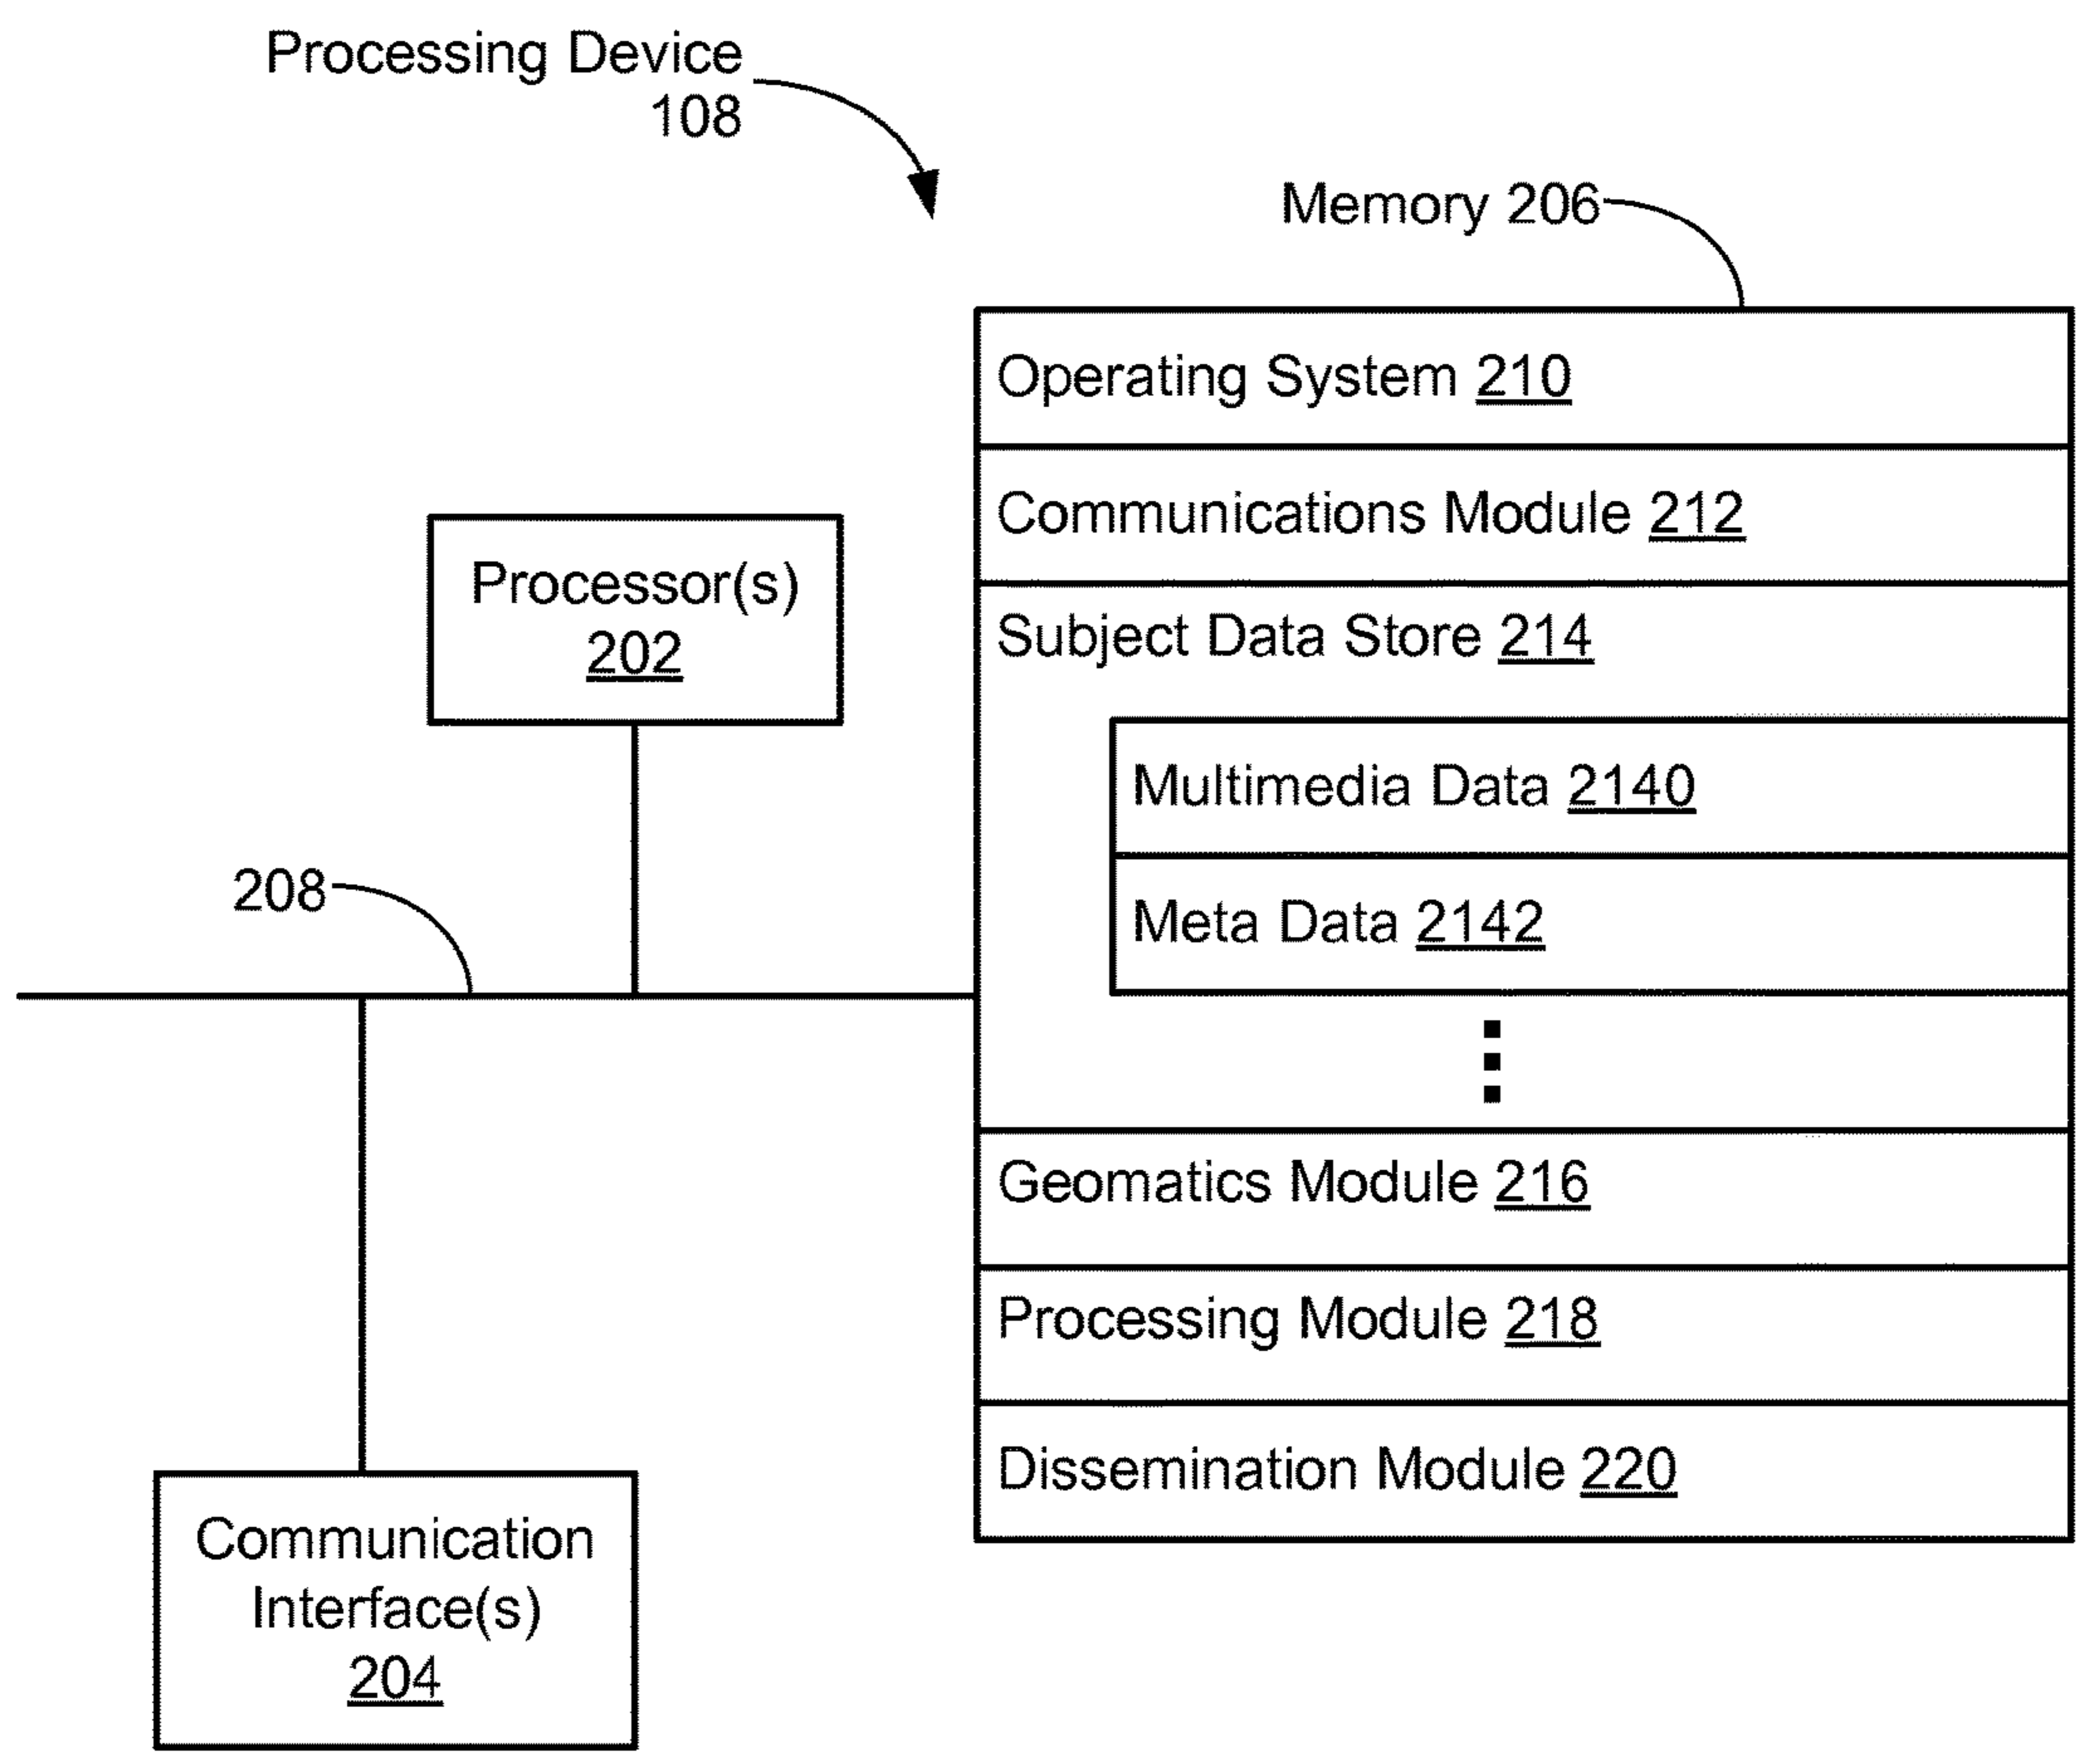 Processing Device
108
Memory 206
Operating System 210
Communications Module 212
Processor(s)
202
Subject Data Store 214
Multimedia Data 2140
Meta Data 2142
208
Geomatics Module 216
Processing Module 218
Dissemination Module 220
Communication
Interface(s)
204